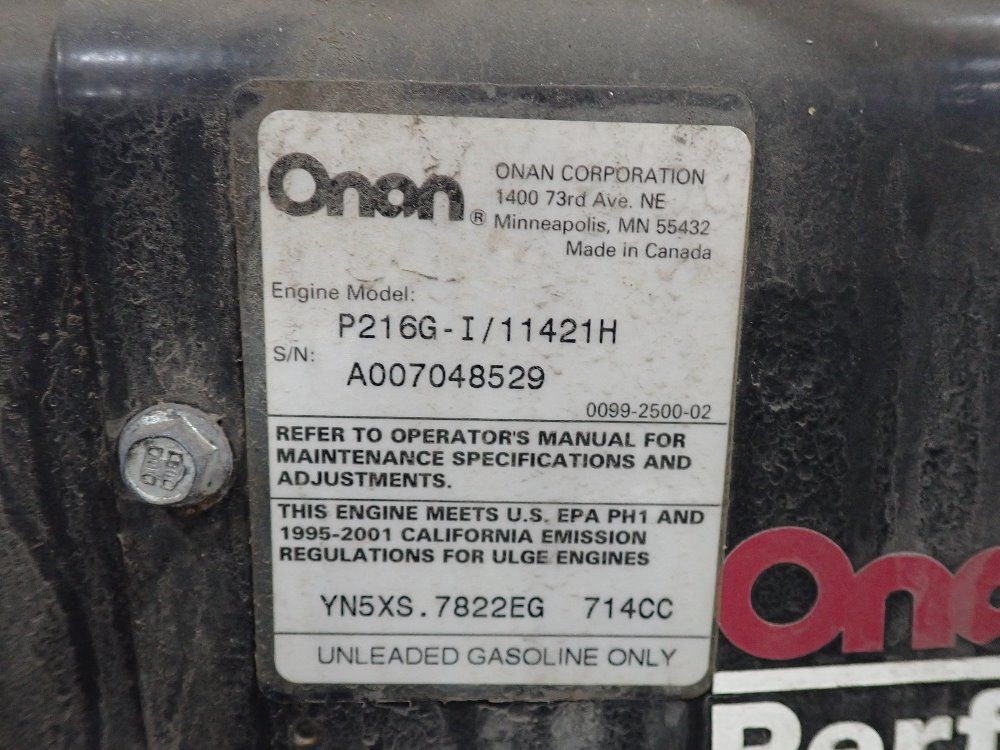 Onan®
ONAN CORPORATION
1400 73rd Ave. NE
Minneapolis, MN 55432
Made in Canada
Engine Model:
P216G-I/11421H
S/N:
A007048529
0099-2500-02
REFER TO OPERATOR'S MANUAL FOR
MAINTENANCE SPECIFICATIONS AND
ADJUSTMENTS.
THIS ENGINE MEETS U.S. EPA PH1 AND
1995-2001 CALIFORNIA EMISSION
REGULATIONS FOR ULGE ENGINES
YN5XS.7822EG 714CC
UNLEADED GASOLINE ONLY
Ona
Perf